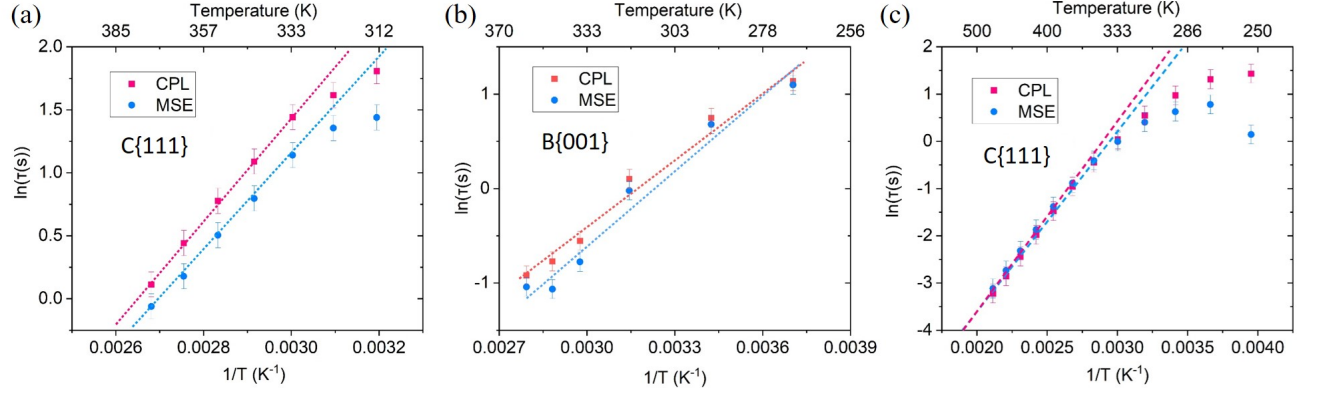 (a)
Temperature (K)
385 357 333 312
2.0
1.5
1.0
0.5
0.0
ln(τ(s))
CPL
MSE
C{111}
0.0026 0.0028 0.0030 0.0032
1/T (K⁻¹)
(b)
Temperature (K)
370 333 303 278 256
1
0
-1
ln(τ(s))
CPL
MSE
B{001}
0.0027 0.0030 0.0033 0.0036 0.0039
1/T (K⁻¹)
(c)
Temperature (K)
500 400 333 286 250
2
1
0
-1
-2
-3
-4
ln(τ(s))
CPL
MSE
C{111}
0.0020 0.0025 0.0030 0.0035 0.0040
1/T (K⁻¹)